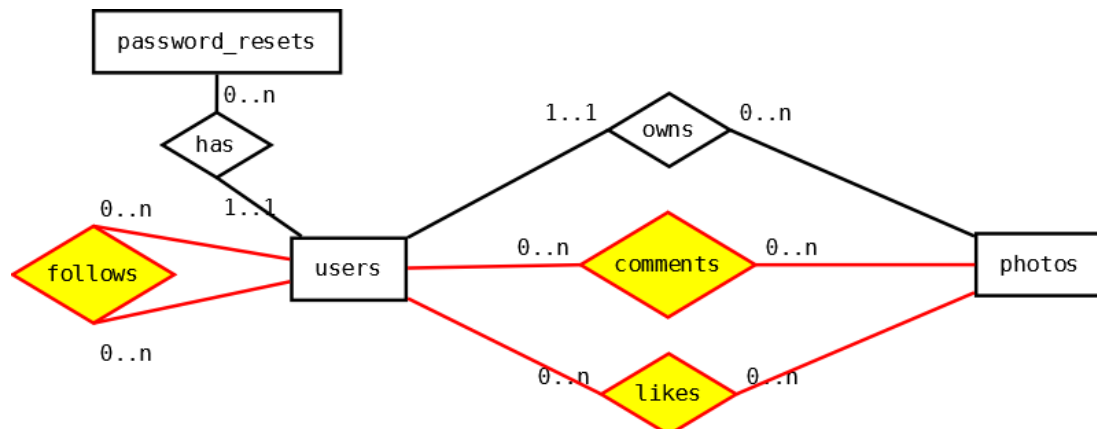 password_resets
0..n
has
1..1
1..1
owns
0..n
0..n
follows
0..n
users
0..n
comments
0..n
photos
0..n
likes
0..n